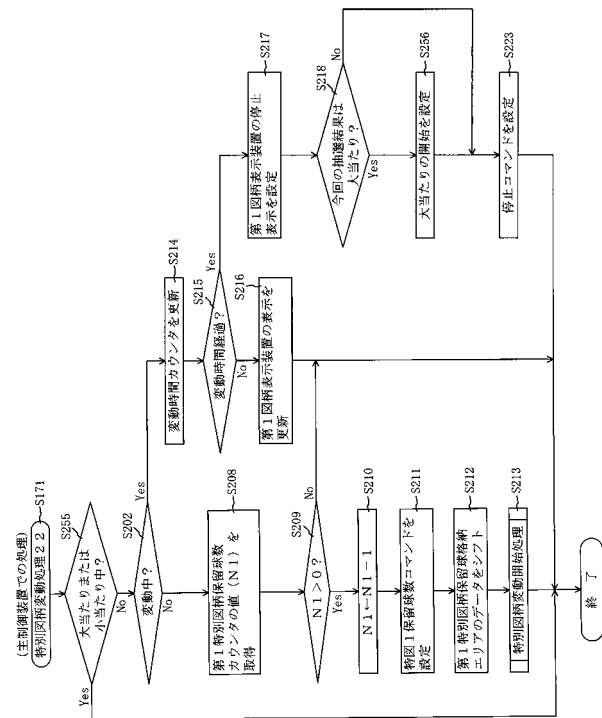 (主制御装置での処理)
特別図柄変動処理22
S171
大当たりまたは
小当たり中?
S255
Yes
No
変動中?
S202
Yes
No
第1特別図柄保留球数
カウンタの値(N1)を
取得
S208
N1>0?
S209
No
Yes
N1←N1-1
S210
特図1保留球数コマンドを
設定
S211
第1特別図柄保留球格納
エリアのデータをシフト
S212
特別図柄変動開始処理
S213
変動時間カウンタを更新
S214
変動時間経過?
S215
Yes
No
第1図柄表示装置の表示を
更新
S216
第1図柄表示装置の停止
表示を設定
S217
今回の抽選結果は
大当たり?
S218
No
Yes
大当たりの開始を設定
S256
停止コマンドを設定
S223
終了